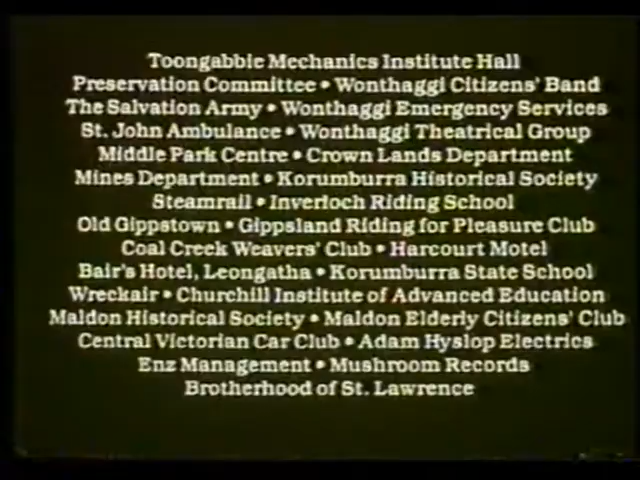 Toongabbie Mechanics Institute Hall
Preservation Committee • Wonthaggi Citizens' Band
The Salvation Army • Wonthaggi Emergency Services
St. John Ambulance • Wonthaggi Theatrical Group
Middle Park Centre • Crown Lands Department
Mines Department • Korumburra Historical Society
Steamrail • Inverloch Riding School
Old Gippstown • Gippsland Riding for Pleasure Club
Coal Creek Weavers' Club • Harcourt Motel
Bair's Hotel, Leongatha • Korumburra State School
Wreckair • Churchill Institute of Advanced Education
Maldon Historical Society • Maldon Elderly Citizens' Club
Central Victorian Car Club • Adam Hyslop Electrics
Enz Management • Mushroom Records
Brotherhood of St. Lawrence